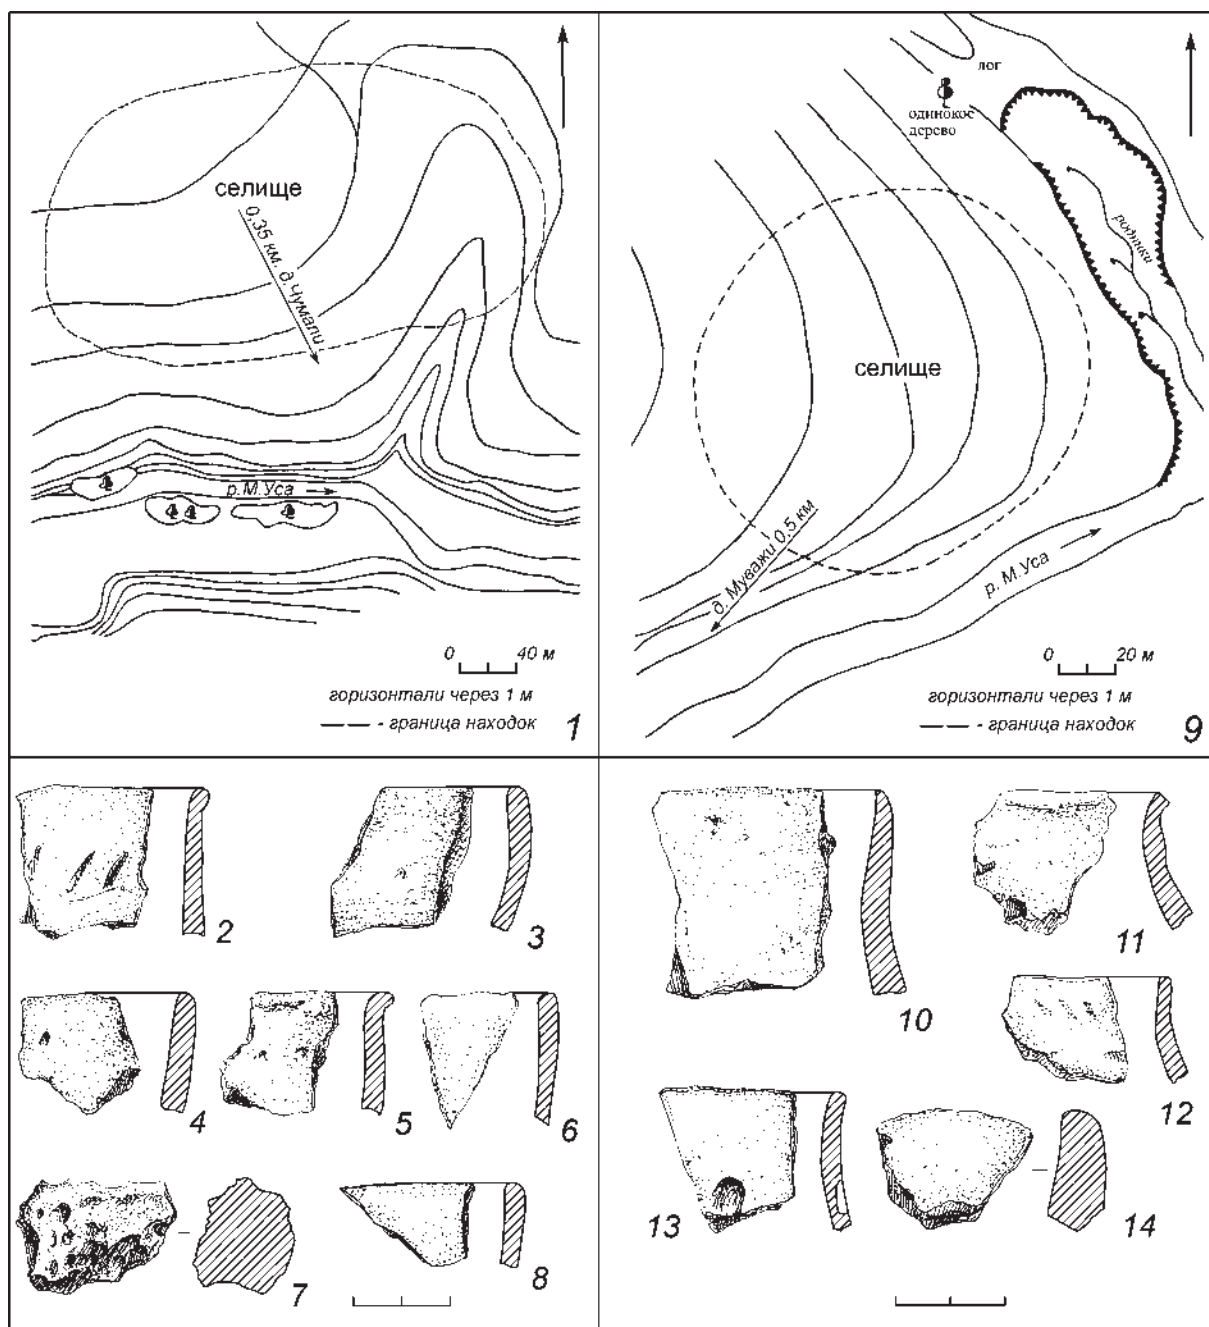 селище
0,35 км. д.Чумали
р. М.Уса
0 40 м
горизонтали через 1 м
- граница находок
1
лог
одинокое
дерево
родники
селище
д. Муважи 0,5 км
р. М.Уса
0 20 м
горизонтали через 1 м
- граница находок
9
2
3
4
5
6
7
8
10
11
12
13
14